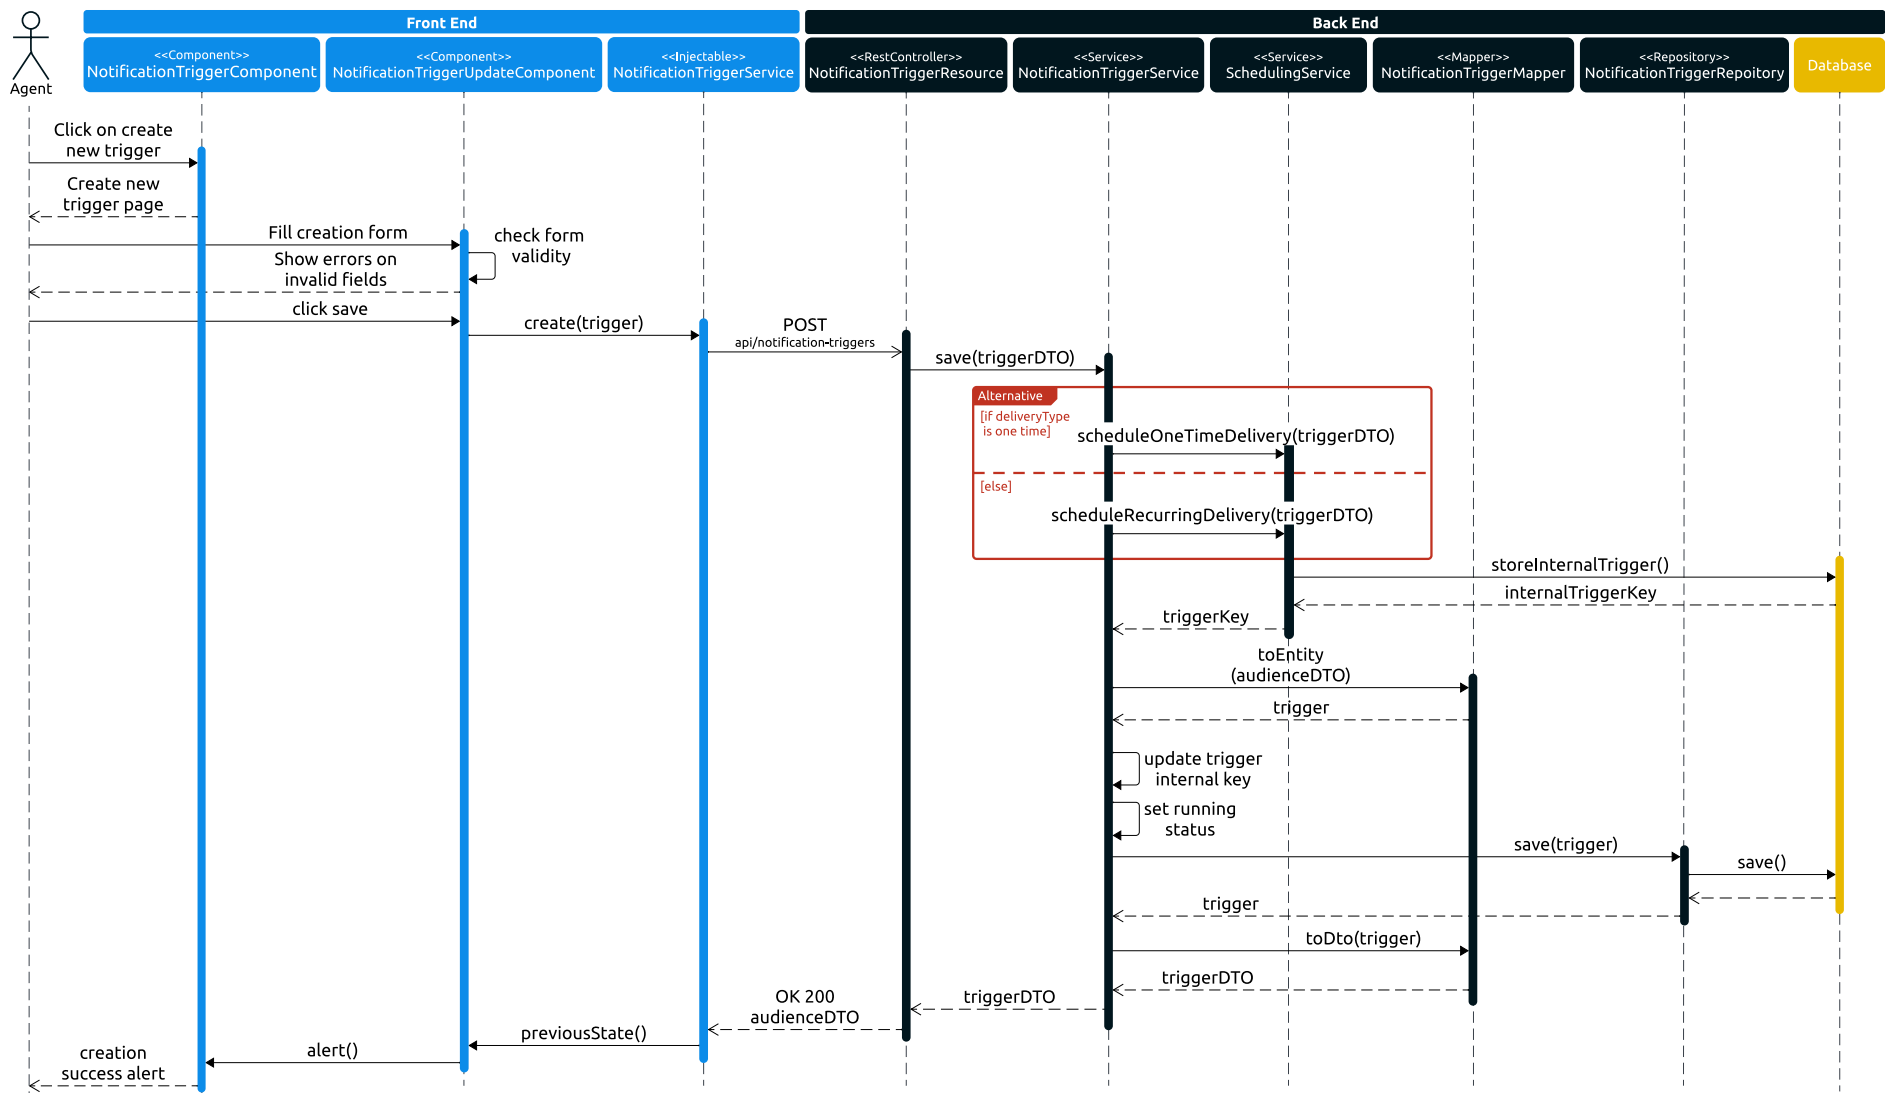 Front End
Back End
Agent
<<Component>>
NotificationTriggerComponent
<<Component>>
NotificationTriggerUpdateComponent
<<Injectable>>
NotificationTriggerService
<<RestController>>
NotificationTriggerResource
<<Service>>
NotificationTriggerService
<<Service>>
SchedulingService
<<Mapper>>
NotificationTriggerMapper
<<Repository>>
NotificationTriggerRepoitory
Database
Click on create
new trigger
Create new
trigger page
Fill creation form
check form
validity
Show errors on
invalid fields
click save
create(trigger)
POST
api/notification-triggers
save(triggerDTO)
Alternative
[if deliveryType
is one time]
scheduleOneTimeDelivery(triggerDTO)
[else]
scheduleRecurringDelivery(triggerDTO)
storeInternalTrigger()
internalTriggerKey
triggerKey
toEntity
(audienceDTO)
trigger
update trigger
internal key
set running
status
save(trigger)
save()
trigger
toDto(trigger)
triggerDTO
triggerDTO
OK 200
audienceDTO
previousState()
alert()
creation
success alert